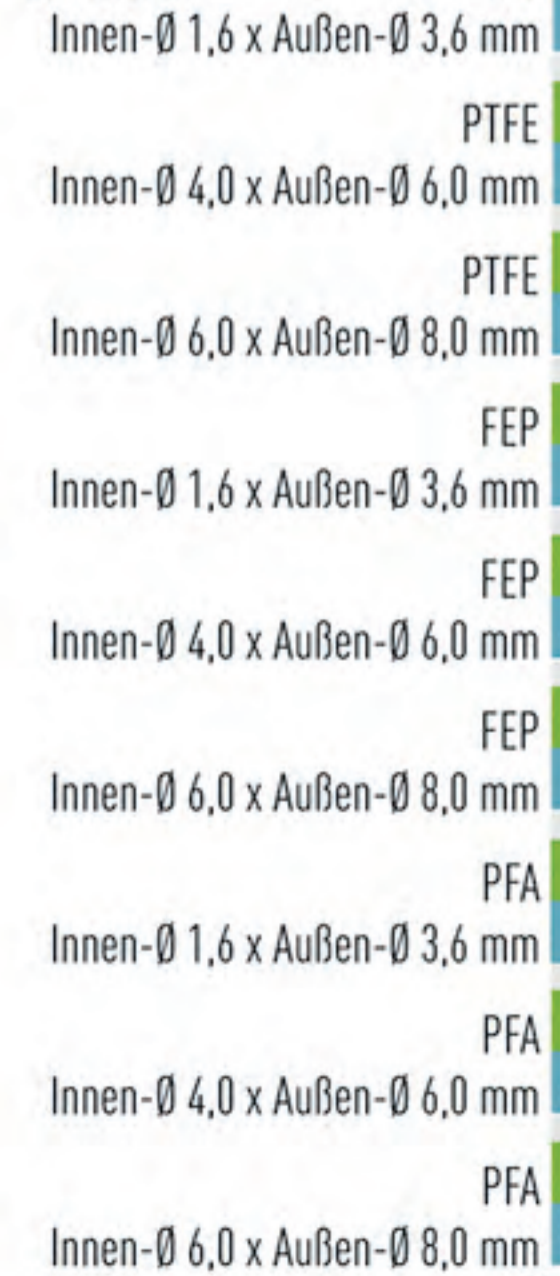 Innen-Ø 1,6 x Außen-Ø 3,6 mm
PTFE
Innen-Ø 4,0 x Außen-Ø 6,0 mm
PTFE
Innen-Ø 6,0 x Außen-Ø 8,0 mm
FEP
Innen-Ø 1,6 x Außen-Ø 3,6 mm
FEP
Innen-Ø 4,0 x Außen-Ø 6,0 mm
FEP
Innen-Ø 6,0 x Außen-Ø 8,0 mm
PFA
Innen-Ø 1,6 x Außen-Ø 3,6 mm
PFA
Innen-Ø 4,0 x Außen-Ø 6,0 mm
PFA
Innen-Ø 6,0 x Außen-Ø 8,0 mm